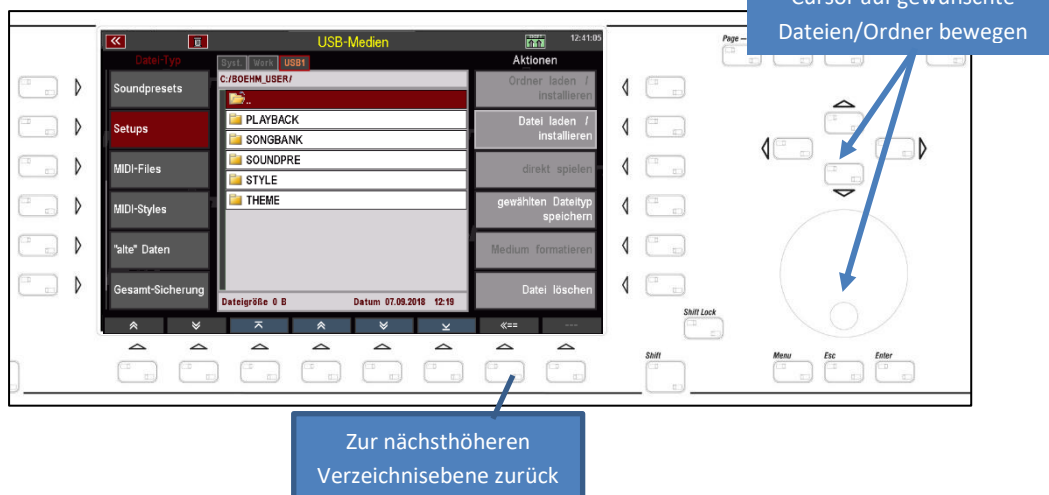 Cursor auf gewünschte
Dateien/Ordner bewegen
USB-Medien
12:41:05
Datei-Typ
Syst. Work USB1
Aktionen
C:/BOEHM_USER/
..
PLAYBACK
SONGBANK
SOUNDPRE
STYLE
THEME
Soundpresets
Setups
MIDI-Files
MIDI-Styles
"alte" Daten
Gesamt-Sicherung
Ordner laden /
installieren
Datei laden /
installieren
direkt spielen
gewählten Dateityp
speichern
Medium formatieren
Datei löschen
Dateigröße 0 B
Datum 07.09.2018 12:19
«==
---
Page –
Shift Lock
Shift
Menu
Esc
Enter
Zur nächsthöheren
Verzeichnisebene zurück